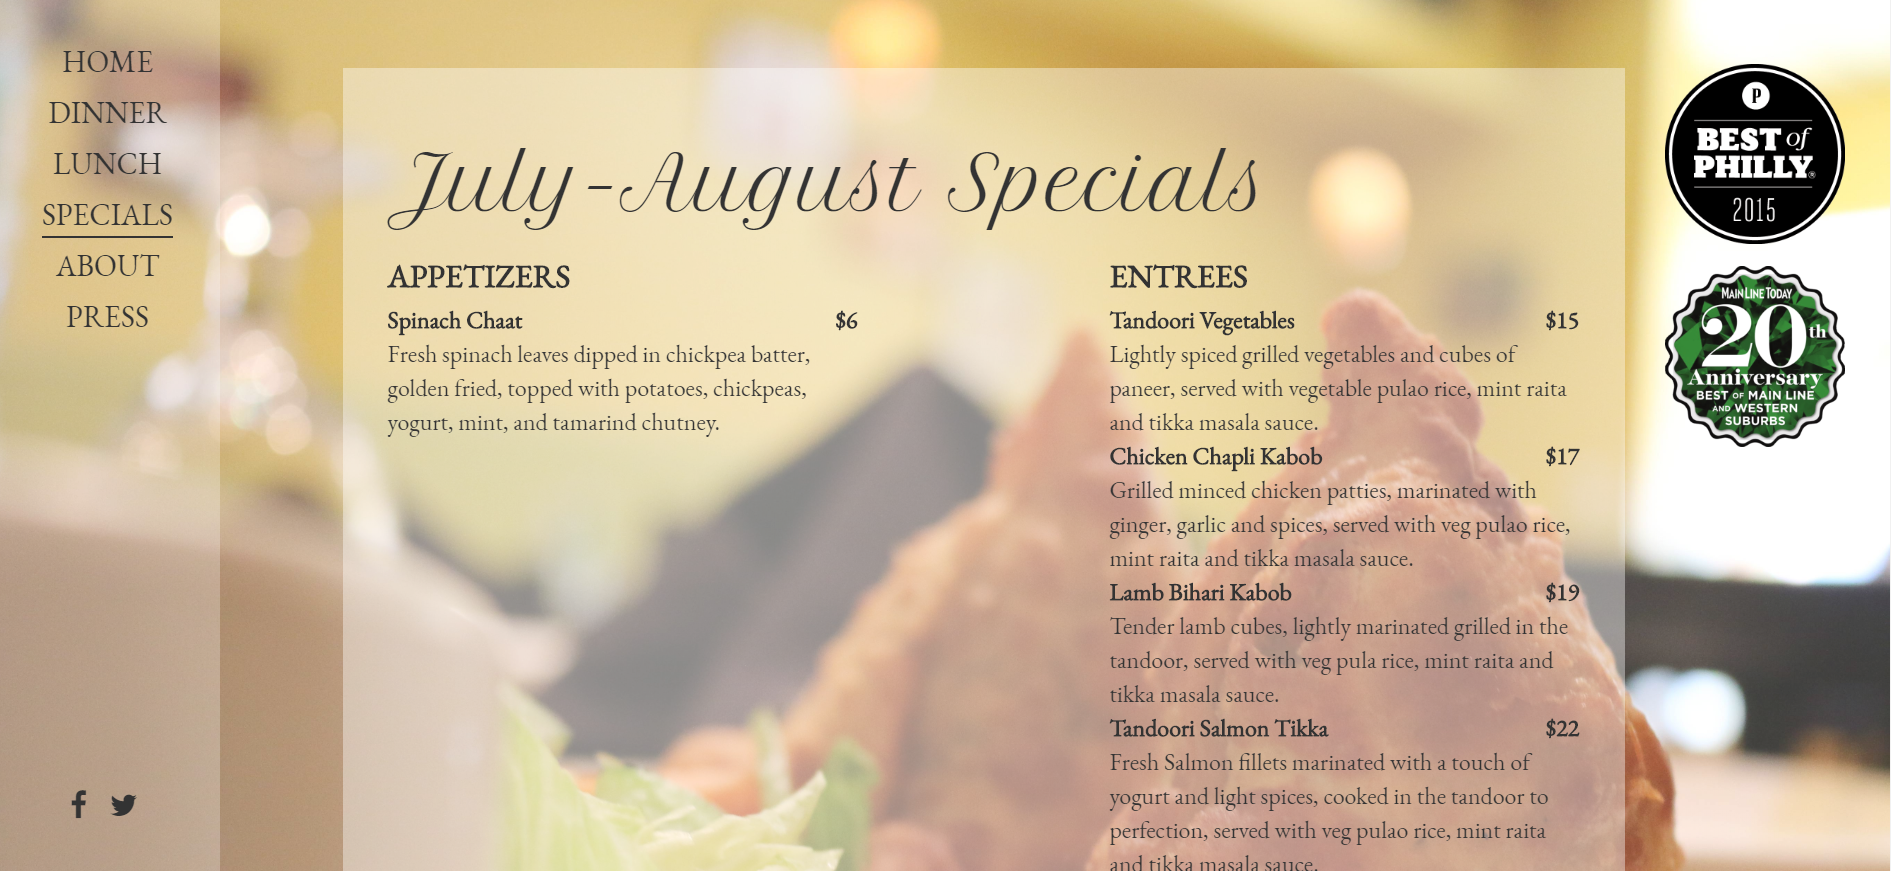 HOME
DINNER
LUNCH
SPECIALS
ABOUT
PRESS
July-August Specials
APPETIZERS
Spinach Chaat $6
Fresh spinach leaves dipped in chickpea batter,
golden fried, topped with potatoes, chickpeas,
yogurt, mint, and tamarind chutney.
ENTREES
Tandoori Vegetables $15
Lightly spiced grilled vegetables and cubes of
paneer, served with vegetable pulao rice, mint raita
and tikka masala sauce.
Chicken Chapli Kabob $17
Grilled minced chicken patties, marinated with
ginger, garlic and spices, served with veg pulao rice,
mint raita and tikka masala sauce.
Lamb Bihari Kabob $19
Tender lamb cubes, lightly marinated grilled in the
tandoor, served with veg pula rice, mint raita and
tikka masala sauce.
Tandoori Salmon Tikka $22
Fresh Salmon fillets marinated with a touch of
yogurt and light spices, cooked in the tandoor to
perfection, served with veg pulao rice, mint raita
and tikka masala sauce.
P
BEST of
PHILLY®
2015
MAIN LINE TODAY
20th
Anniversary
BEST OF MAIN LINE
AND WESTERN
SUBURBS